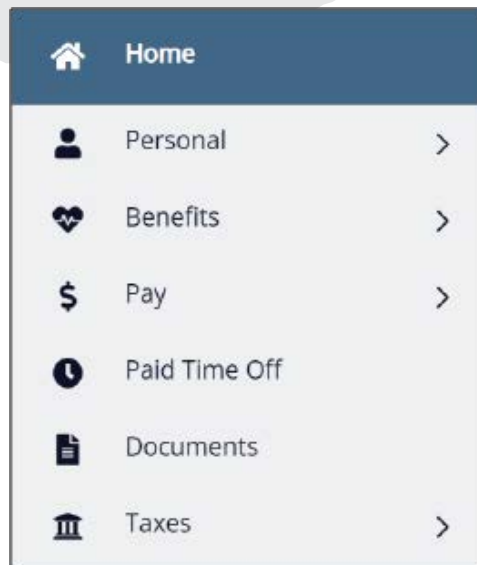 Home
Personal
Benefits
Pay
Paid Time Off
Documents
Taxes